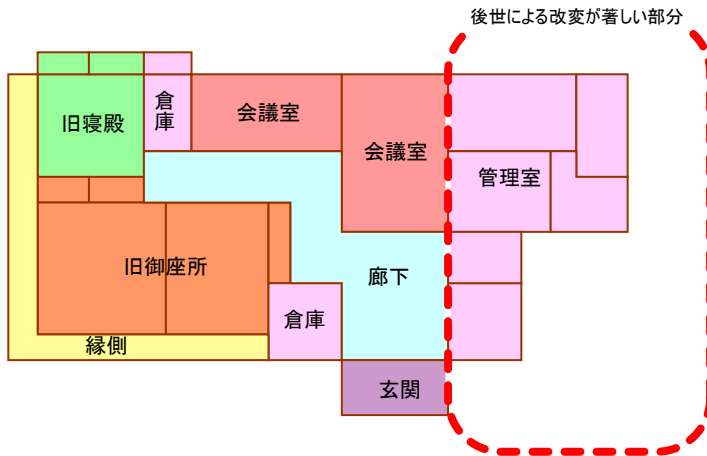 後世による改変が著しい部分
旧寝殿
倉
庫
会議室
会議室
管理室
旧御座所
廊下
倉庫
縁側
玄関